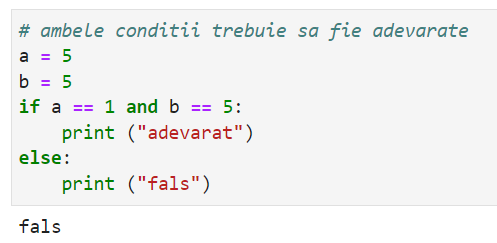 # ambele conditii trebuie sa fie adevarate
a = 5
b = 5
if a == 1 and b == 5:
    print ("adevarat")
else:
    print ("fals")
fals